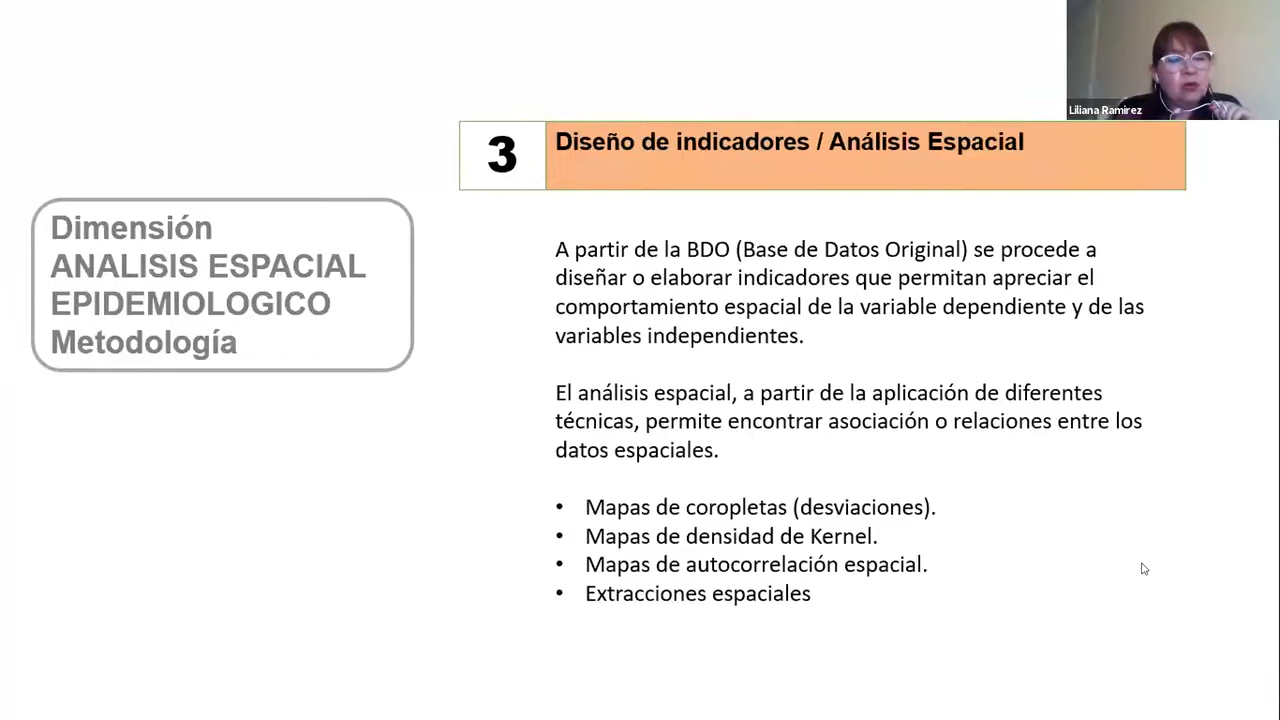 Liliana Ramirez
3
Diseño de indicadores / Análisis Espacial
Dimensión
ANALISIS ESPACIAL
EPIDEMIOLOGICO
Metodología
A partir de la BDO (Base de Datos Original) se procede a
diseñar o elaborar indicadores que permitan apreciar el
comportamiento espacial de la variable dependiente y de las
variables independientes.
El análisis espacial, a partir de la aplicación de diferentes
técnicas, permite encontrar asociación o relaciones entre los
datos espaciales.
• Mapas de coropletas (desviaciones).
• Mapas de densidad de Kernel.
• Mapas de autocorrelación espacial.
• Extracciones espaciales